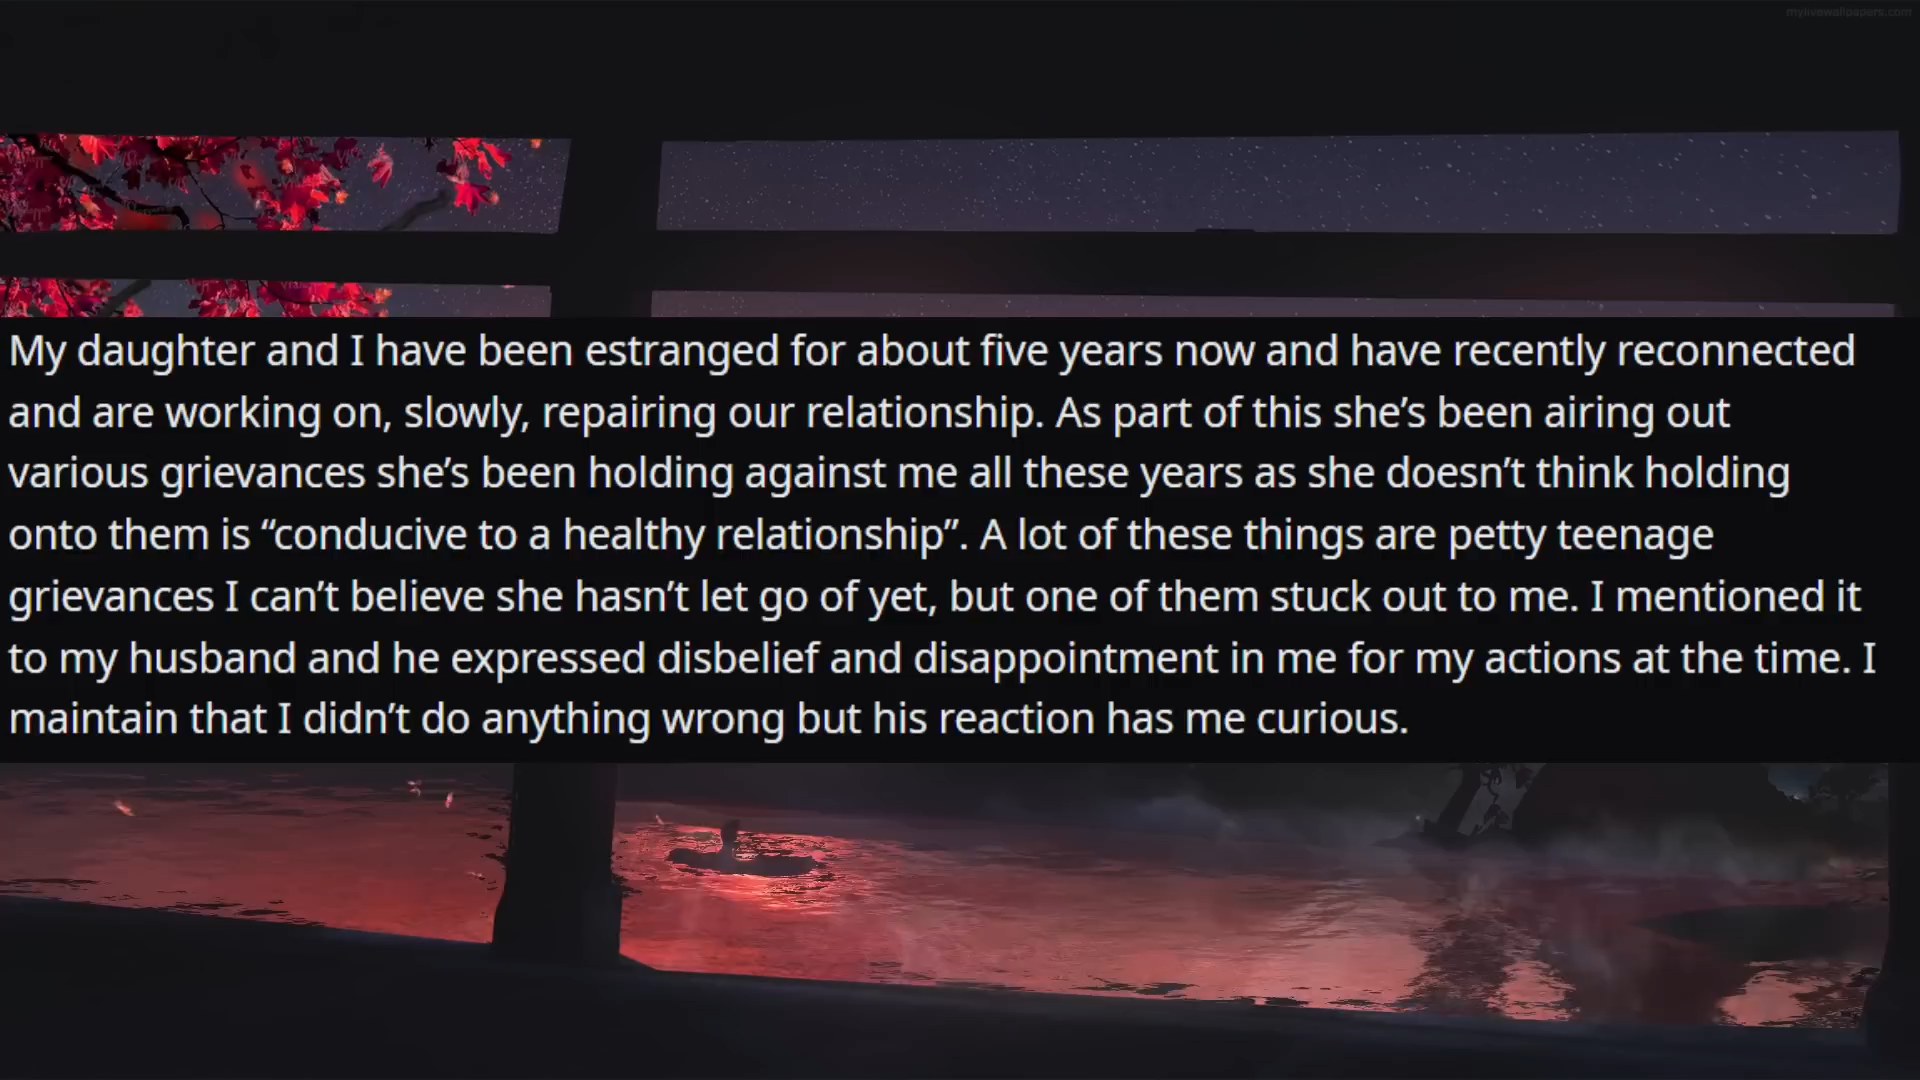 mylivewallpapers.com
My daughter and I have been estranged for about five years now and have recently reconnected
and are working on, slowly, repairing our relationship. As part of this she’s been airing out
various grievances she’s been holding against me all these years as she doesn’t think holding
onto them is “conducive to a healthy relationship”. A lot of these things are petty teenage
grievances I can’t believe she hasn’t let go of yet, but one of them stuck out to me. I mentioned it
to my husband and he expressed disbelief and disappointment in me for my actions at the time. I
maintain that I didn’t do anything wrong but his reaction has me curious.